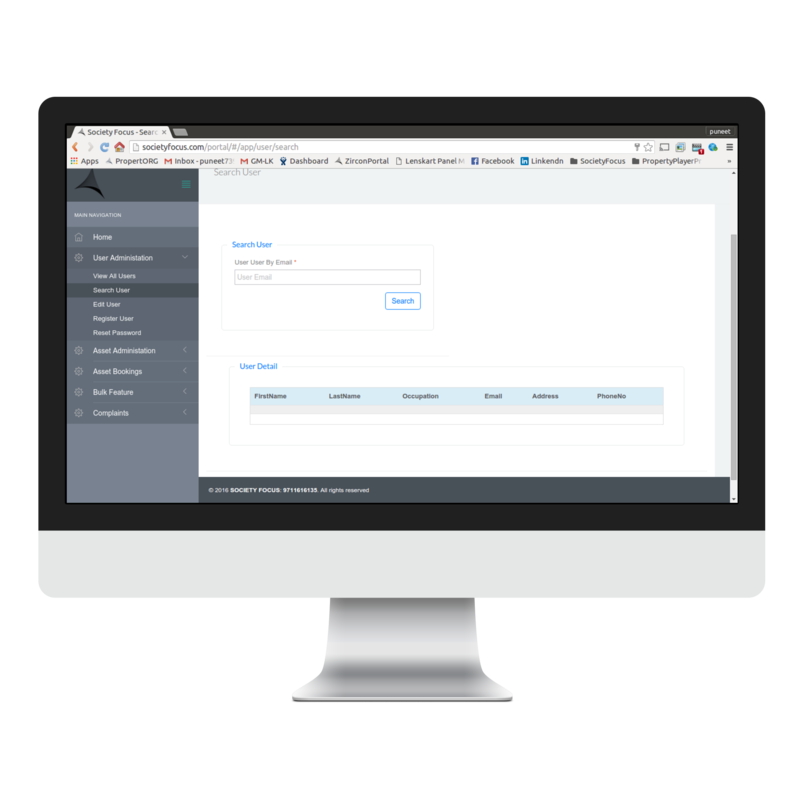 Society Focus - Searc
puneet
societyfocus.com/portal/#/app/user/search
Apps PropertORG Inbox - puneet73 GM-LK Dashboard ZirconPortal Lenskart Panel M Facebook Linkendn SocietyFocus PropertyPlayerPr »
Search User
MAIN NAVIGATION
Home
User Administation
View All Users
Search User
Edit User
Register User
Reset Password
Asset Administation
Asset Bookings
Bulk Feature
Complaints
Search User
User User By Email *
User Email
Search
User Detail
FirstName LastName Occupation Email Address PhoneNo
© 2016 SOCIETY FOCUS: 9711616135. All rights reserved